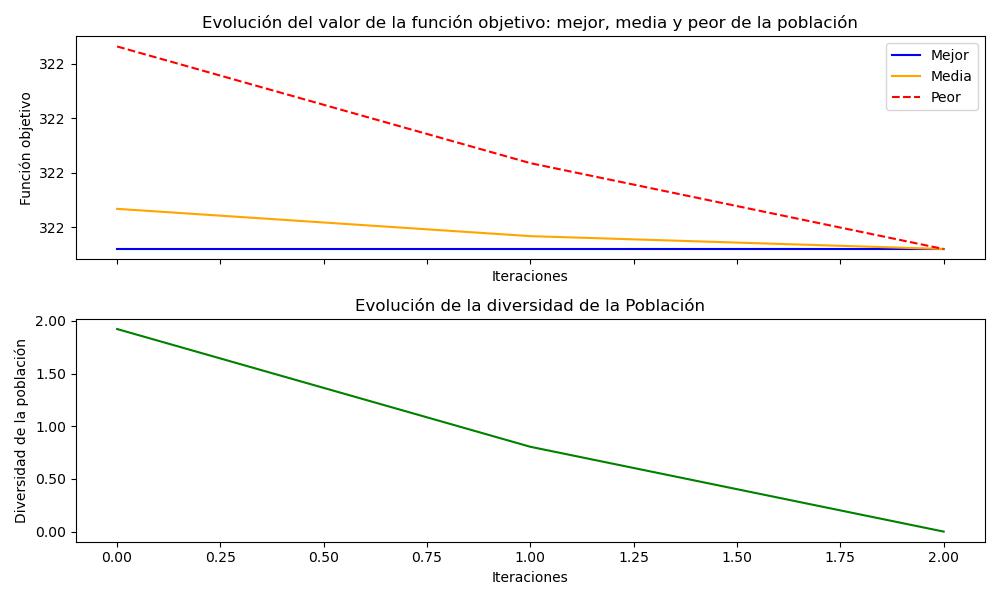 Evolución del valor de la función objetivo: mejor, media y peor de la población
322
322
322
322
Función objetivo
Mejor
Media
Peor
Iteraciones
Evolución de la diversidad de la Población
2.00
1.50
1.00
0.50
0.00
Diversidad de la población
0.00 0.25 0.50 0.75 1.00 1.25 1.50 1.75 2.00
Iteraciones